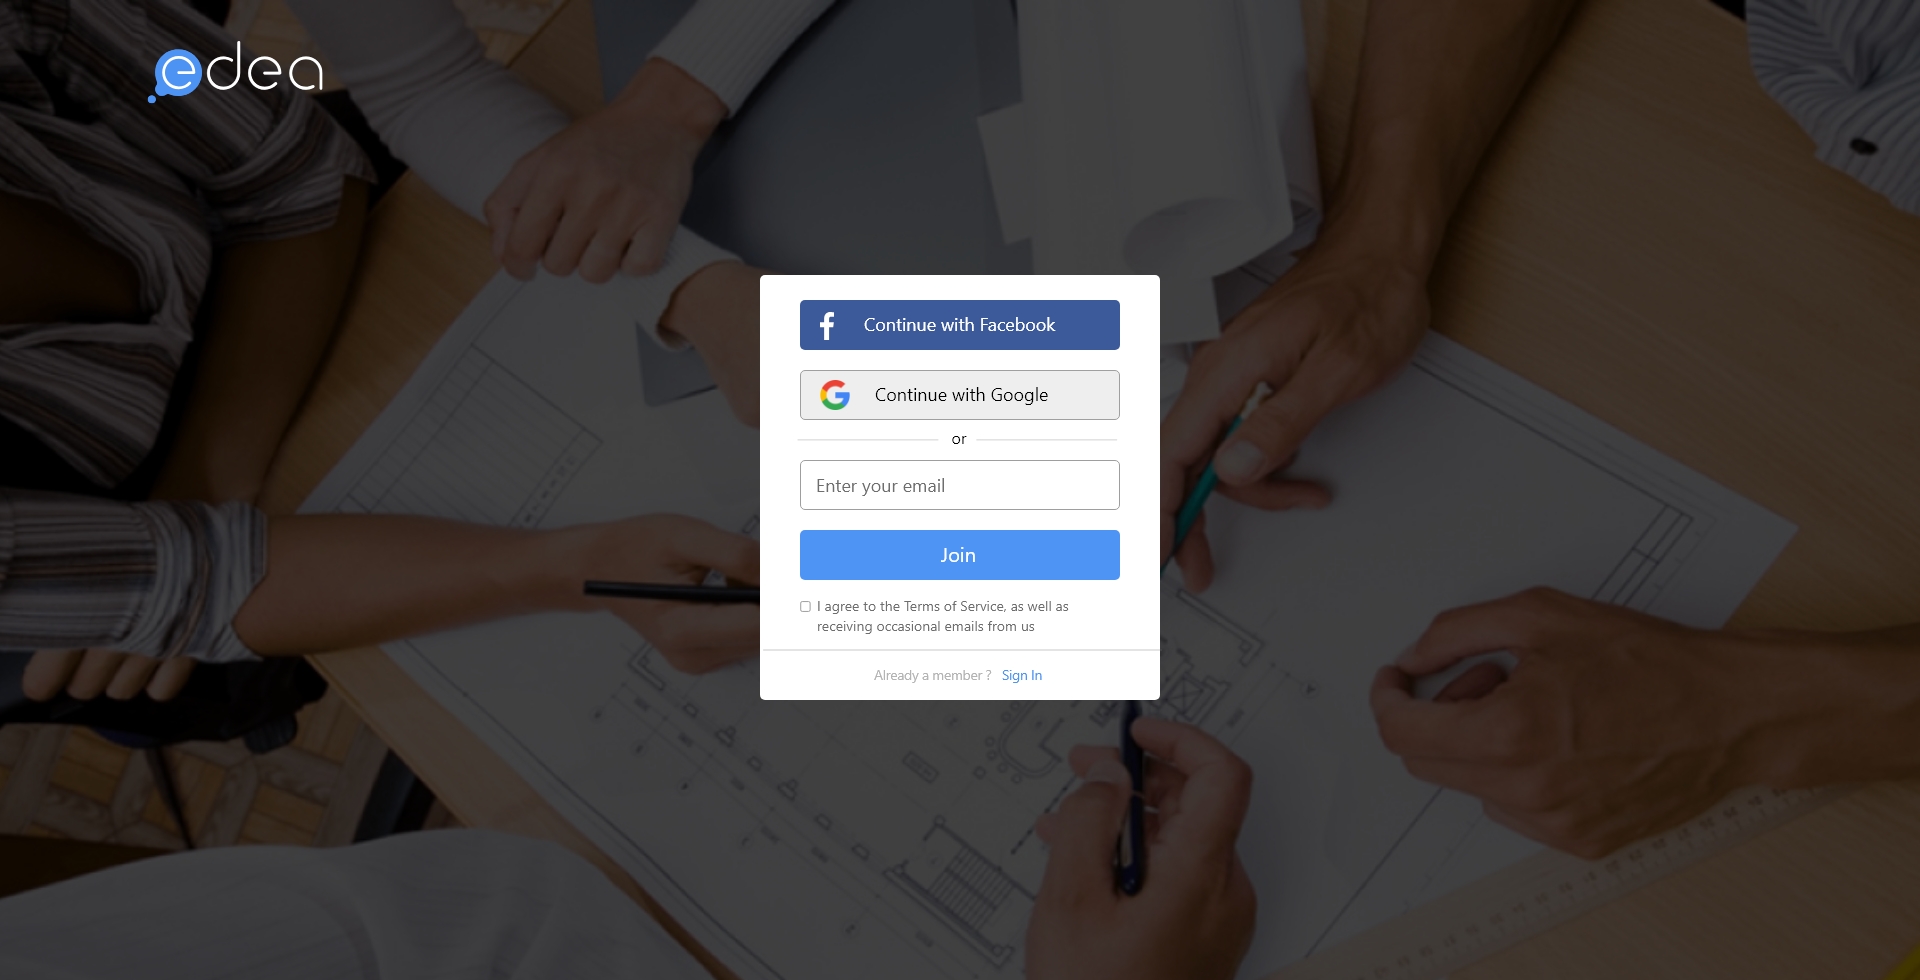 edea
Continue with Facebook
Continue with Google
or
Enter your email
Join
I agree to the Terms of Service, as well as
receiving occasional emails from us
Already a member ? Sign In